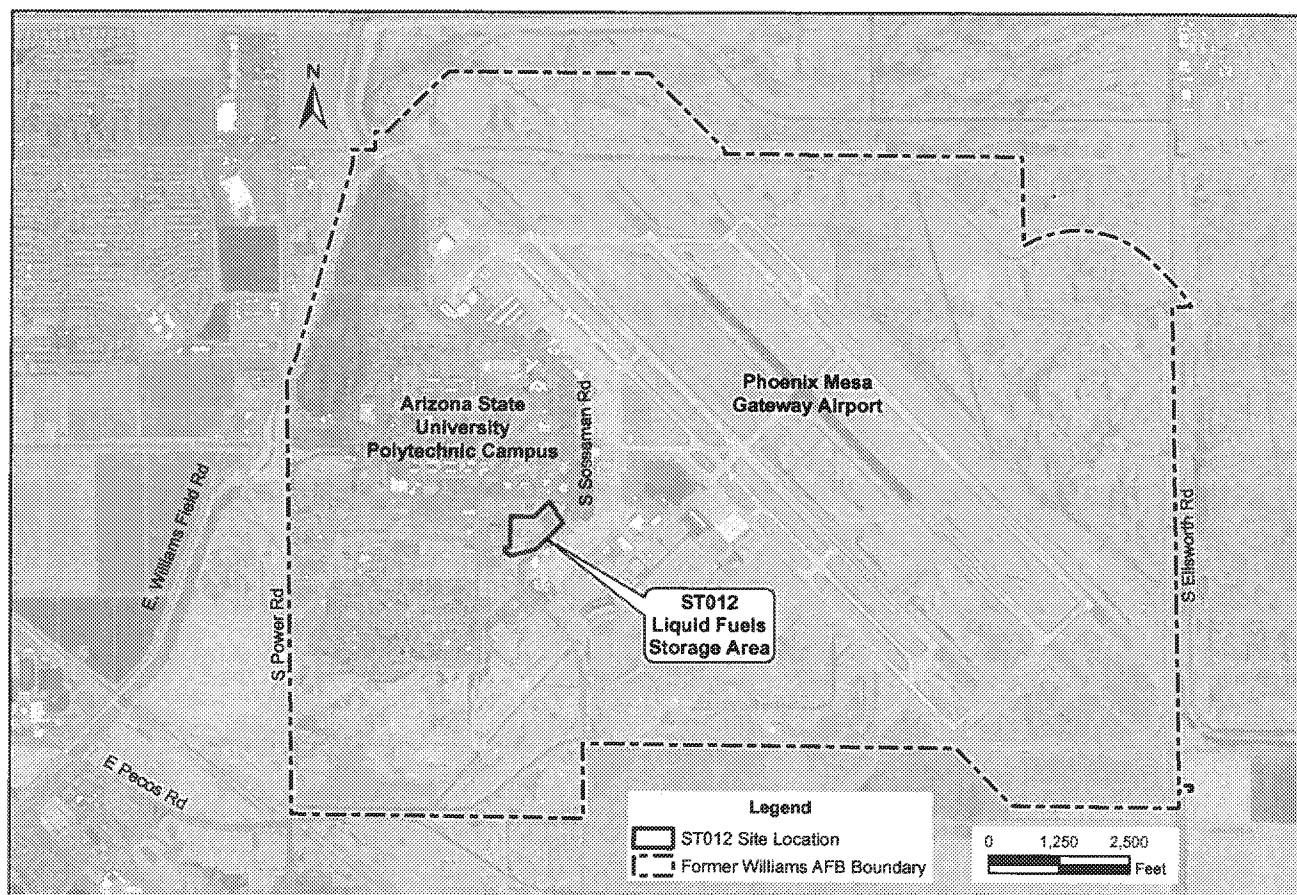 N
Phoenix Mesa
Gateway Airport
Arizona State
University
Polytechnic Campus
S Sossaman Rd
E Williams Field Rd
S Power Rd
S Ellsworth Rd
ST012
Liquid Fuels
Storage Area
E Pecos Rd
Legend
ST012 Site Location
Former Williams AFB Boundary
0 1,250 2,500
Feet